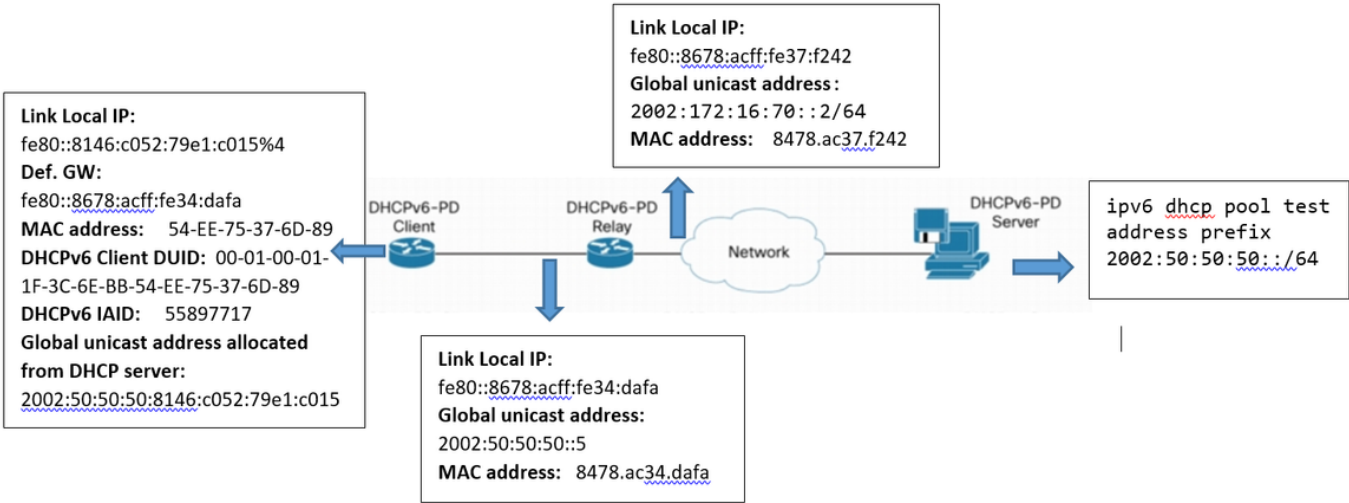 Link Local IP:
fe80::8678:acff:fe37:f242
Global unicast address:
2002:172:16:70::2/64
MAC address: 8478.ac37.f242
Link Local IP:
fe80::8146:c052:79e1:c015%4
Def. GW:
fe80::8678:acff:fe34:dafa
MAC address: 54-EE-75-37-6D-89
DHCPv6 Client DUID: 00-01-00-01-
1F-3C-6E-BB-54-EE-75-37-6D-89
DHCPv6 IAID: 55897717
Global unicast address allocated
from DHCP server:
2002:50:50:50:8146:c052:79e1:c015
DHCPv6-PD
Client
DHCPv6-PD
Relay
Network
DHCPv6-PD
Server
ipv6 dhcp pool test
address prefix
2002:50:50:50::/64
Link Local IP:
fe80::8678:acff:fe34:dafa
Global unicast address:
2002:50:50:50::5
MAC address: 8478.ac34.dafa